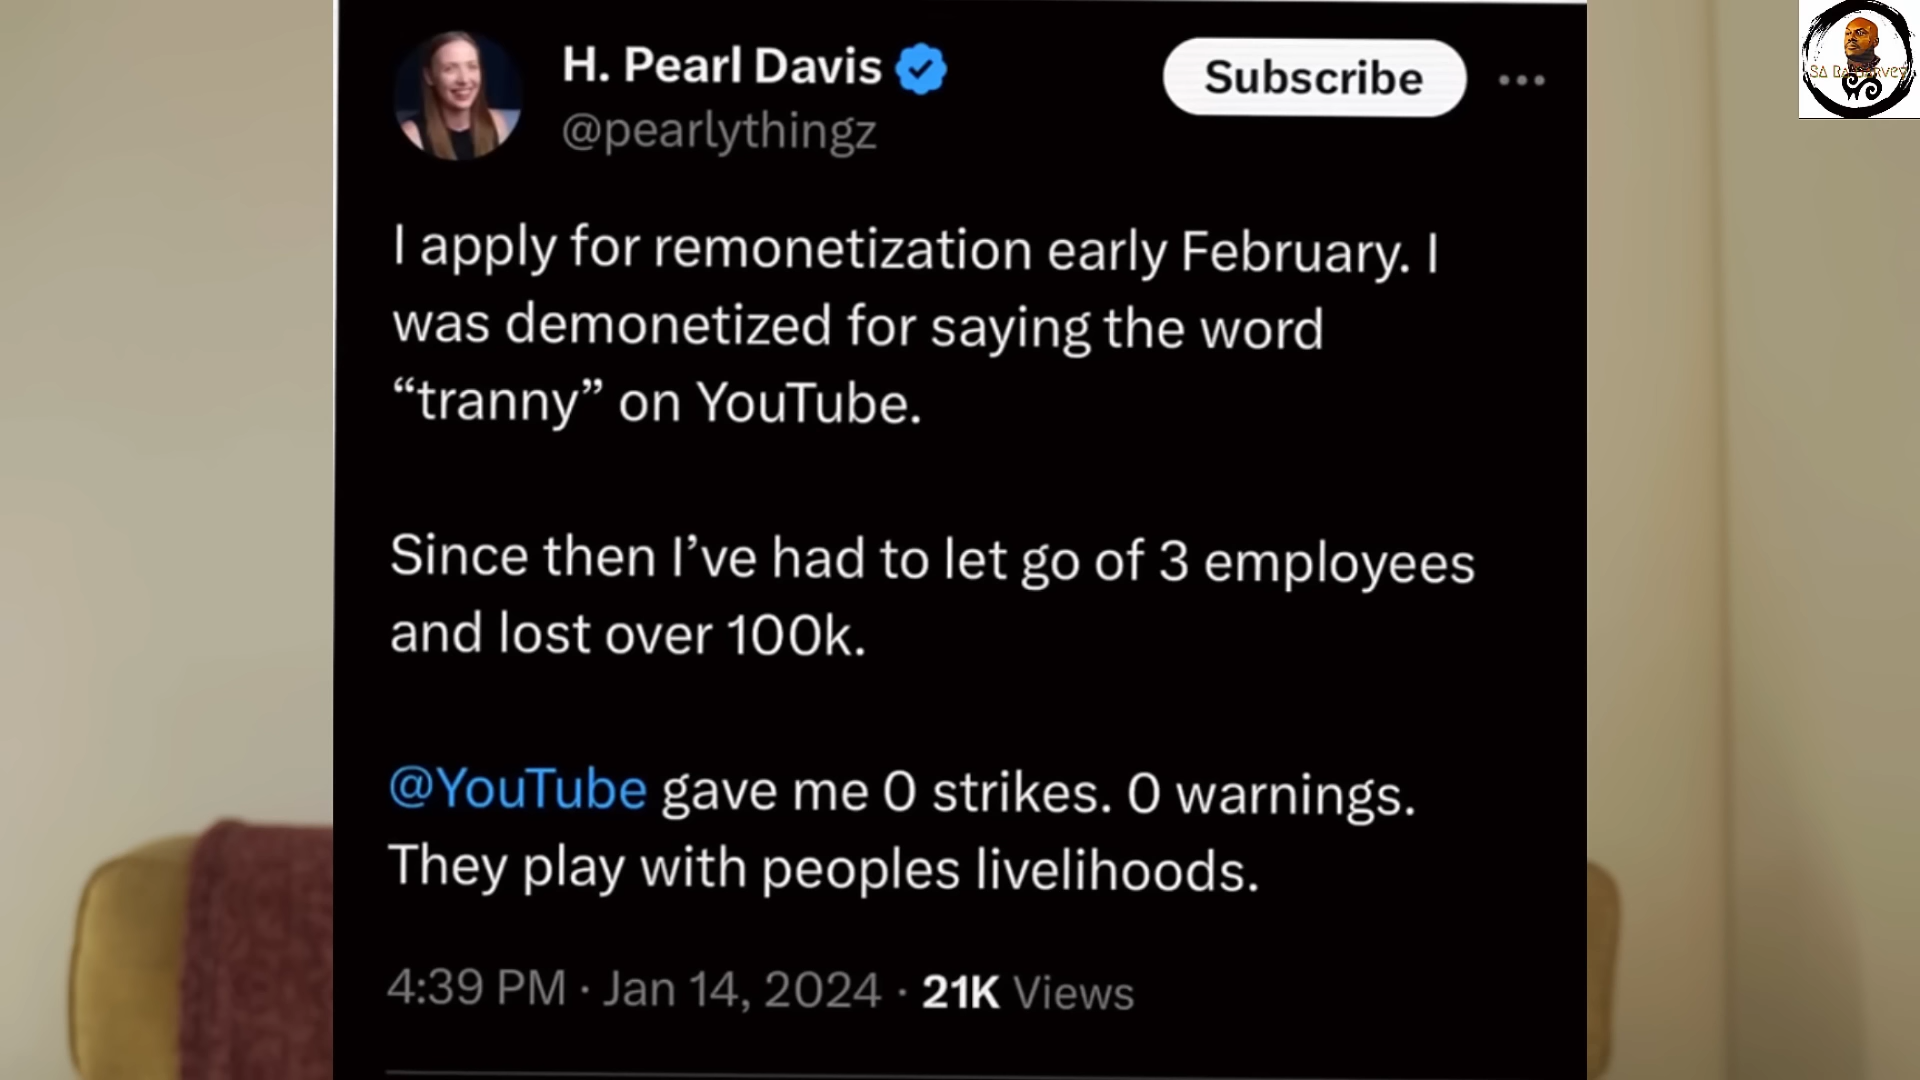 H. Pearl Davis
@pearlythingz
Subscribe
I apply for remonetization early February. I
was demonetized for saying the word
“tranny” on YouTube.
Since then I’ve had to let go of 3 employees
and lost over 100k.
@YouTube gave me 0 strikes. 0 warnings.
They play with peoples livelihoods.
4:39 PM · Jan 14, 2024 · 21K Views